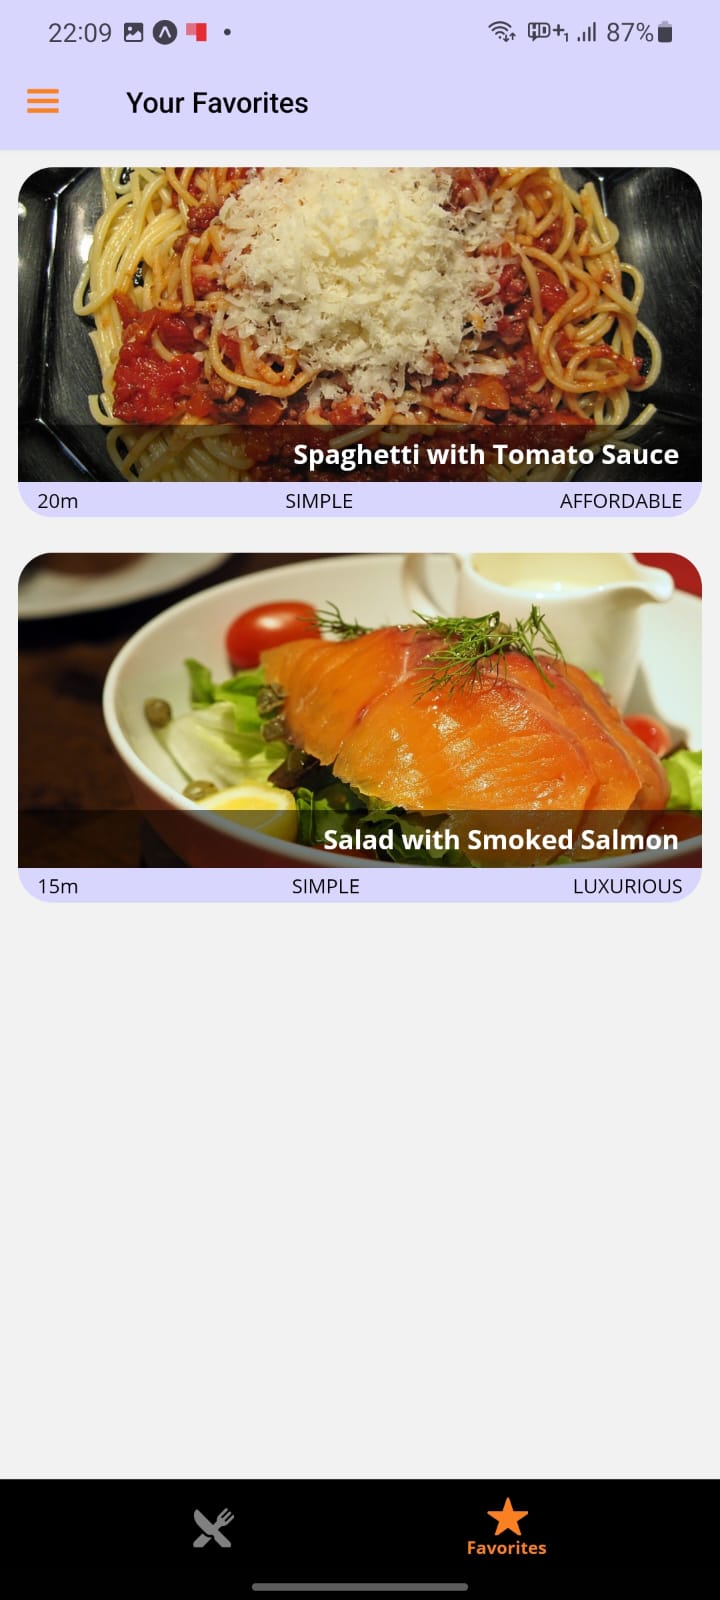 22:09
87%
Your Favorites
Spaghetti with Tomato Sauce
20m SIMPLE AFFORDABLE
Salad with Smoked Salmon
15m SIMPLE LUXURIOUS
Favorites